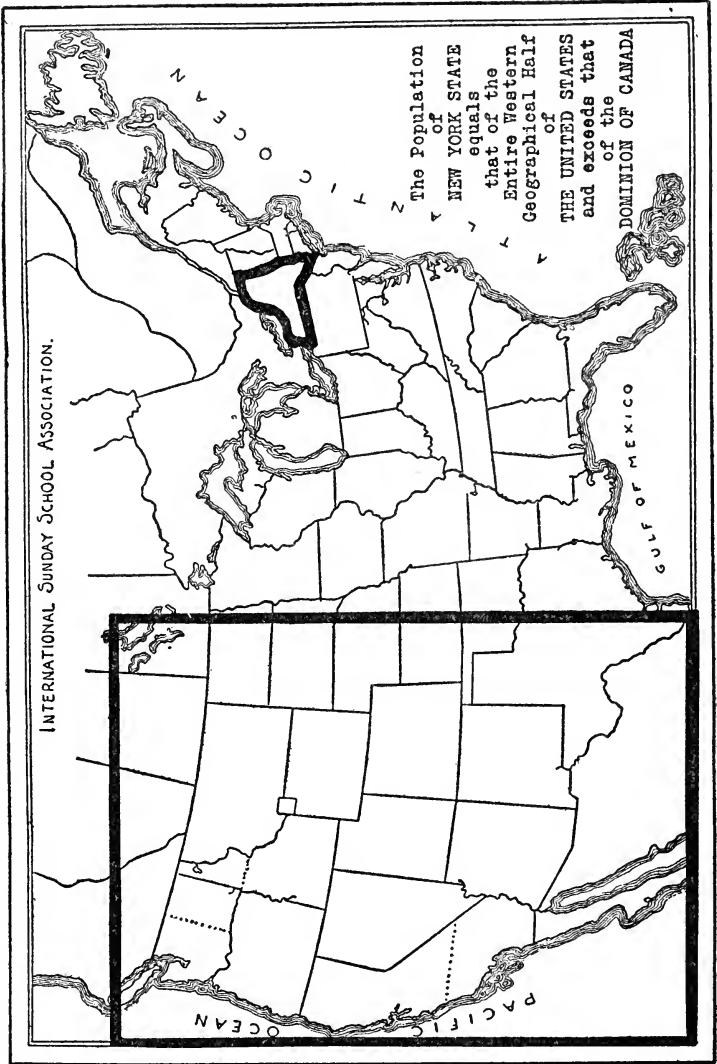 INTERNATIONAL SUNDAY SCHOOL ASSOCIATION.
The Population
of
NEW YORK STATE
equals
that of the
Entire Western
Geographical Half
of
THE UNITED STATES
and exceeds that
of the
DOMINION OF CANADA
ATLANTIC OCEAN
GULF OF MEXICO
PACIFIC
OCEAN